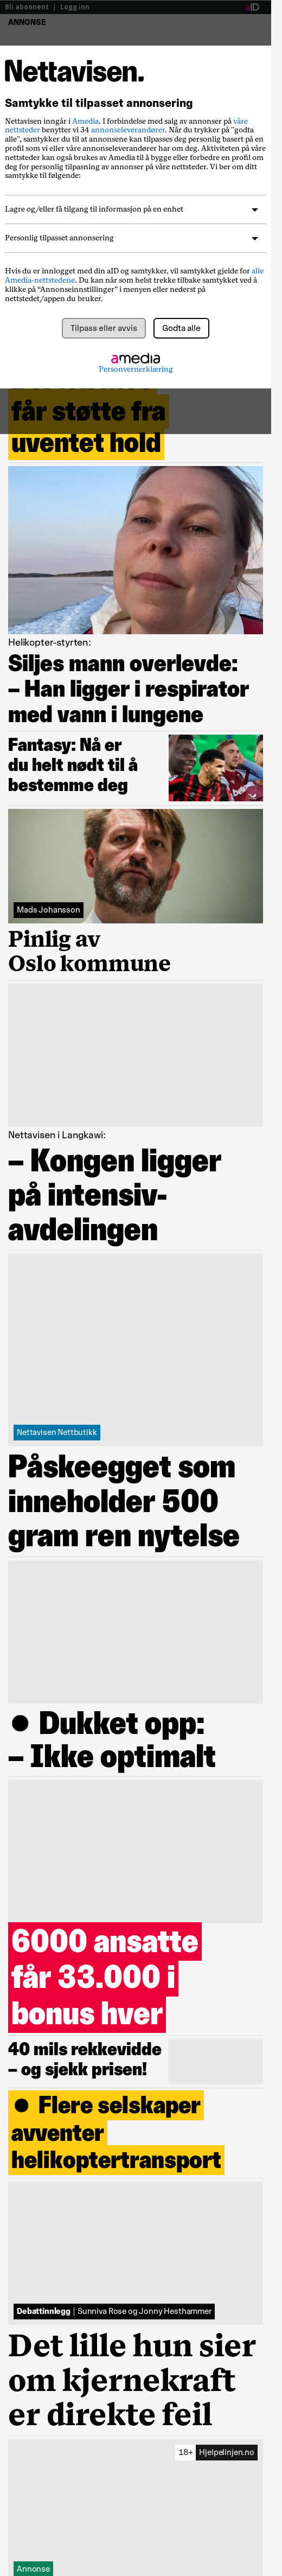 Bli abonnent | Logg inn
aID
ANNONSE
Nettavisen.
Samtykke til tilpasset annonsering
Nettavisen inngår i Amedia. I forbindelse med salg av annonser på våre
nettsteder benytter vi 34 annonseleverandører. Når du trykker på "godta
alle", samtykker du til at annonsene kan tilpasses deg personlig basert på en
profil som vi eller våre annonseleverandører har om deg. Aktiviteten på våre
nettsteder kan også brukes av Amedia til å bygge eller forbedre en profil om
deg for personlig tilpasning av annonser på våre nettsteder. Vi ber om ditt
samtykke til følgende:
Lagre og/eller få tilgang til informasjon på en enhet
Personlig tilpasset annonsering
Hvis du er innlogget med din aID og samtykker, vil samtykket gjelde for alle
Amedia-nettstedene. Du kan når som helst trekke tilbake samtykket ved å
klikke på “Annonseinnstillinger” i menyen eller nederst på
nettstedet/appen du bruker.
Tilpass eller avvis
Godta alle
amedia
Personvernerklæring
får støtte fra
uventet hold
Helikopter-styrten:
Siljes mann overlevde:
– Han ligger i respirator
med vann i lungene
Fantasy: Nå er
du helt nødt til å
bestemme deg
Mads Johansson
Pinlig av
Oslo kommune
Nettavisen i Langkawi:
– Kongen ligger
på intensiv-
avdelingen
Nettavisen Nettbutikk
Påskeegget som
inneholder 500
gram ren nytelse
● Dukket opp:
– Ikke optimalt
6000 ansatte
får 33.000 i
bonus hver
40 mils rekkevidde
– og sjekk prisen!
● Flere selskaper
avventer
helikoptertransport
Debattinnlegg | Sunniva Rose og Jonny Hesthammer
Det lille hun sier
om kjernekraft
er direkte feil
18+ Hjelpelinjen.no
Annonse